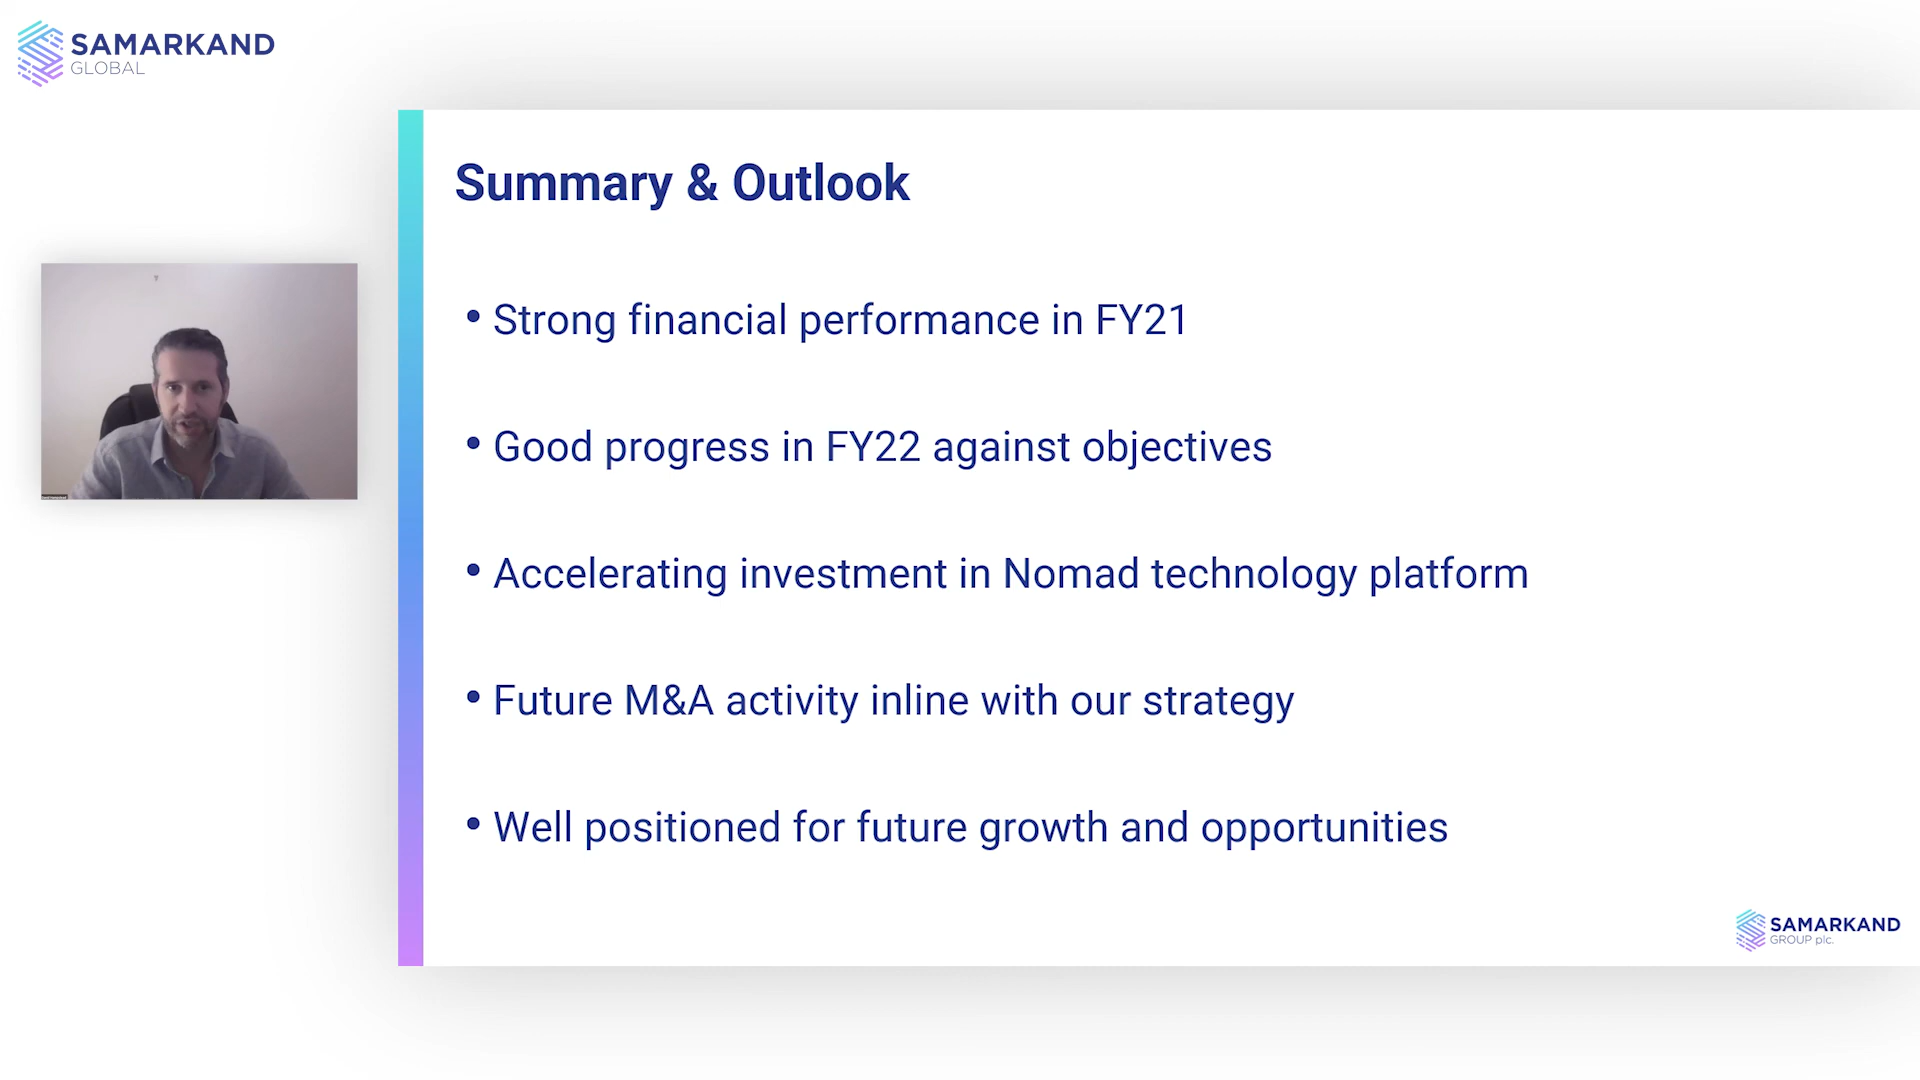 SAMARKAND
GLOBAL
Summary & Outlook
• Strong financial performance in FY21
• Good progress in FY22 against objectives
• Accelerating investment in Nomad technology platform
• Future M&A activity inline with our strategy
• Well positioned for future growth and opportunities
SAMARKAND
GROUP plc.